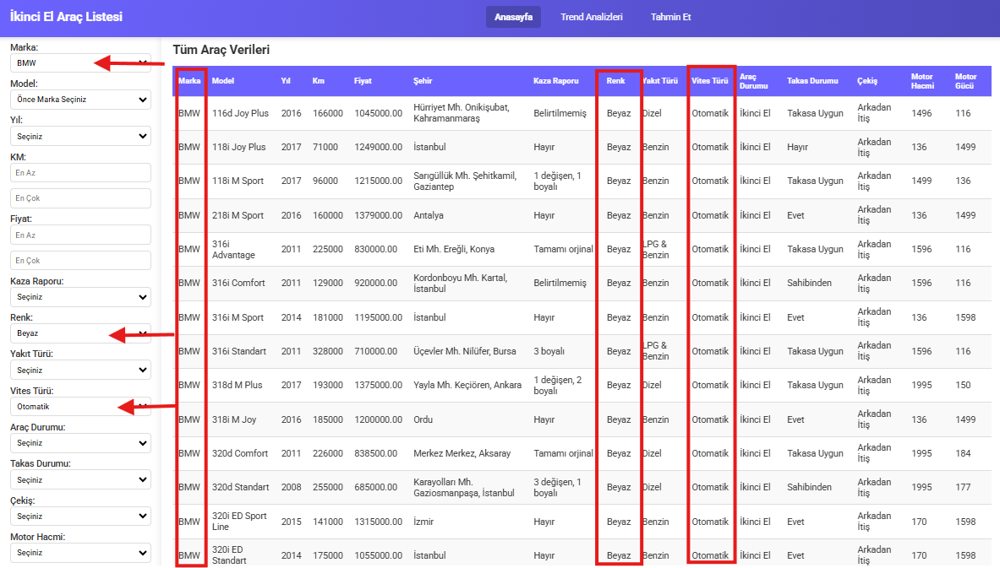 İkinci El Araç Listesi
Anasayfa Trend Analizleri Tahmin Et
Marka:
BMW
Model:
Önce Marka Seçiniz
Yıl:
Seçiniz
KM:
En Az
En Çok
Fiyat:
En Az
En Çok
Kaza Raporu:
Seçiniz
Renk:
Beyaz
Yakıt Türü:
Seçiniz
Vites Türü:
Otomatik
Araç Durumu:
Seçiniz
Takas Durumu:
Seçiniz
Çekiş:
Seçiniz
Motor Hacmi:
Seçiniz
Tüm Araç Verileri
Marka Model Yıl Km Fiyat Şehir Kaza Raporu Renk Yakıt Türü Vites Türü Araç Durumu Takas Durumu Çekiş Motor Hacmi Motor Gücü
BMW 116d Joy Plus 2016 166000 1045000.00 Hürriyet Mh. Onikişubat, Kahramanmaraş Belirtilmemiş Beyaz Dizel Otomatik İkinci El Takasa Uygun Arkadan İtiş 1496 116
BMW 118i Joy Plus 2017 71000 1249000.00 İstanbul Hayır Beyaz Benzin Otomatik İkinci El Hayır Arkadan İtiş 136 1499
BMW 118i M Sport 2017 96000 1215000.00 Sarıgüllük Mh. Şehitkamil, Gaziantep 1 değişen, 1 boyalı Beyaz Benzin Otomatik İkinci El Takasa Uygun Arkadan İtiş 1499 136
BMW 218i M Sport 2016 160000 1379000.00 Antalya Hayır Beyaz Benzin Otomatik İkinci El Evet Arkadan İtiş 136 1499
BMW 316i Advantage 2011 225000 830000.00 Eti Mh. Ereğli, Konya Tamamı orjinal Beyaz LPG & Benzin Otomatik İkinci El Takasa Uygun Arkadan İtiş 1596 116
BMW 316i Comfort 2011 129000 920000.00 Kordonboyu Mh. Kartal, İstanbul Belirtilmemiş Beyaz Benzin Otomatik İkinci El Sahibinden Arkadan İtiş 1596 116
BMW 316i M Sport 2014 181000 1195000.00 İstanbul Hayır Beyaz Benzin Otomatik İkinci El Evet Arkadan İtiş 136 1598
BMW 316i Standart 2011 328000 710000.00 Üçevler Mh. Nilüfer, Bursa 3 boyalı Beyaz LPG & Benzin Otomatik İkinci El Takasa Uygun Arkadan İtiş 1596 116
BMW 318d M Plus 2017 193000 1375000.00 Yayla Mh. Keçiören, Ankara 1 değişen, 2 boyalı Beyaz Dizel Otomatik İkinci El Takasa Uygun Arkadan İtiş 1995 150
BMW 318i M Joy 2016 185000 1200000.00 Ordu Hayır Beyaz Benzin Otomatik İkinci El Evet Arkadan İtiş 136 1499
BMW 320d Comfort 2011 226000 838500.00 Merkez Merkez, Aksaray Tamamı orjinal Beyaz Dizel Otomatik İkinci El Takasa Uygun Arkadan İtiş 1995 184
BMW 320d Standart 2008 255000 685000.00 Karayolları Mh. Gaziosmanpaşa, İstanbul 3 değişen, 1 boyalı Beyaz Dizel Otomatik İkinci El Sahibinden Arkadan İtiş 1995 177
BMW 320i ED Sport Line 2015 141000 1315000.00 İzmir Hayır Beyaz Benzin Otomatik İkinci El Evet Arkadan İtiş 170 1598
BMW 320i ED Standart 2014 175000 1055000.00 İstanbul Hayır Beyaz Benzin Otomatik İkinci El Evet Arkadan İtiş 170 1598